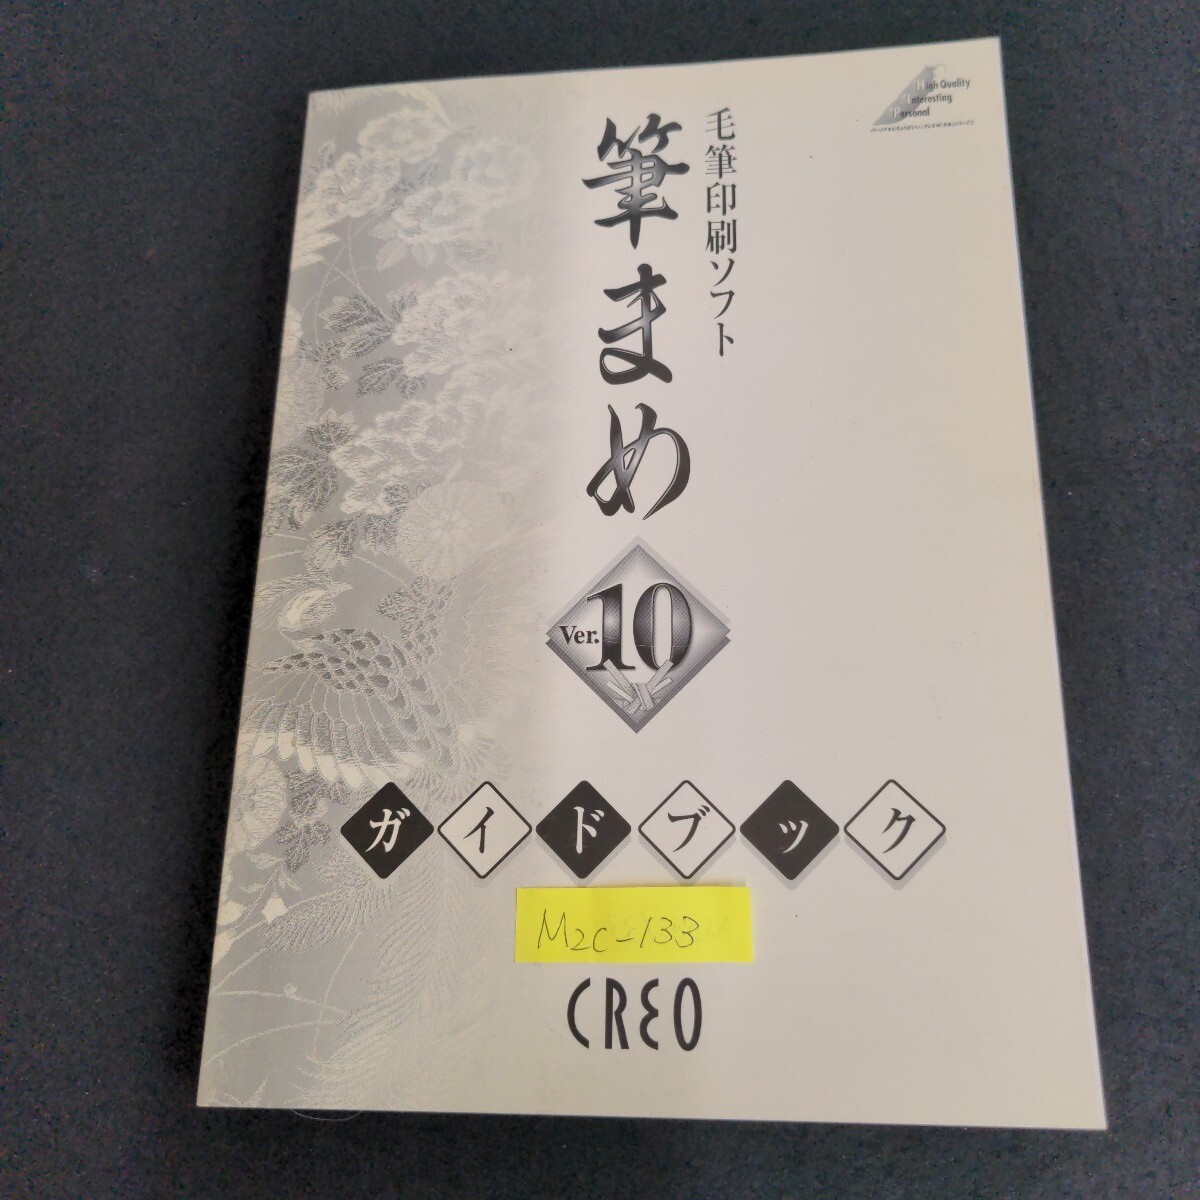 High Quality
Interesting
Personal
毛筆印刷ソフト
筆まめ
Ver.10
ガイドブック
M2C-133
CREO